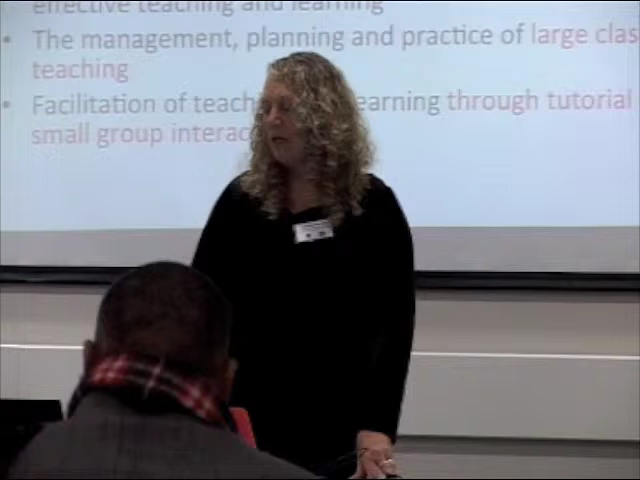 effective teaching and learning
• The management, planning and practice of large clas
teaching
• Facilitation of teach earning through tutorial
small group interac